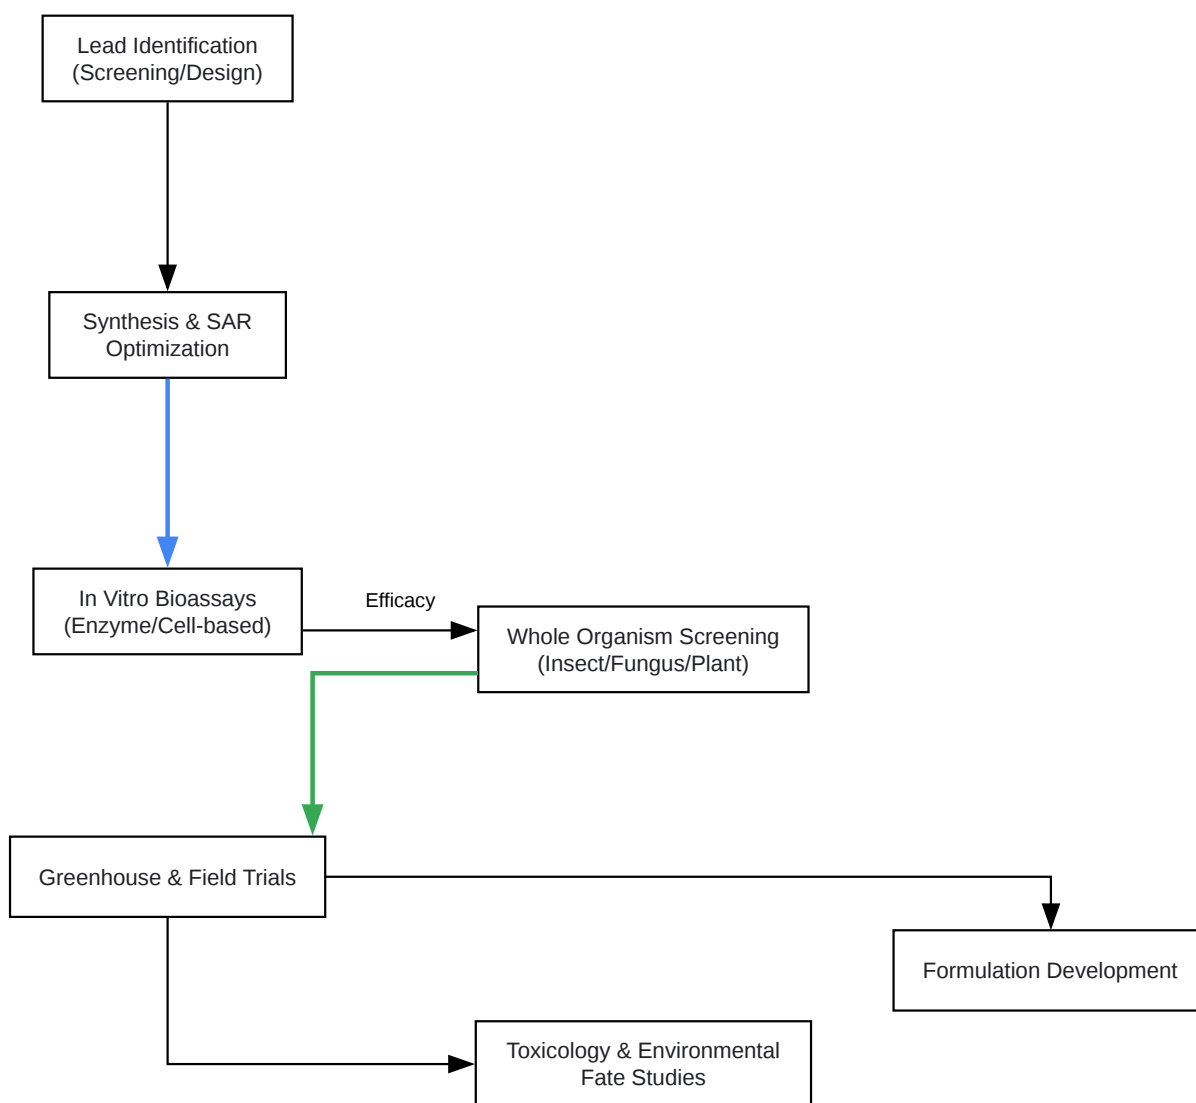 Lead Identification
(Screening/Design)
Synthesis & SAR
Optimization
In Vitro Bioassays
(Enzyme/Cell-based)
Efficacy
Whole Organism Screening
(Insect/Fungus/Plant)
Greenhouse & Field Trials
Formulation Development
Toxicology & Environmental
Fate Studies